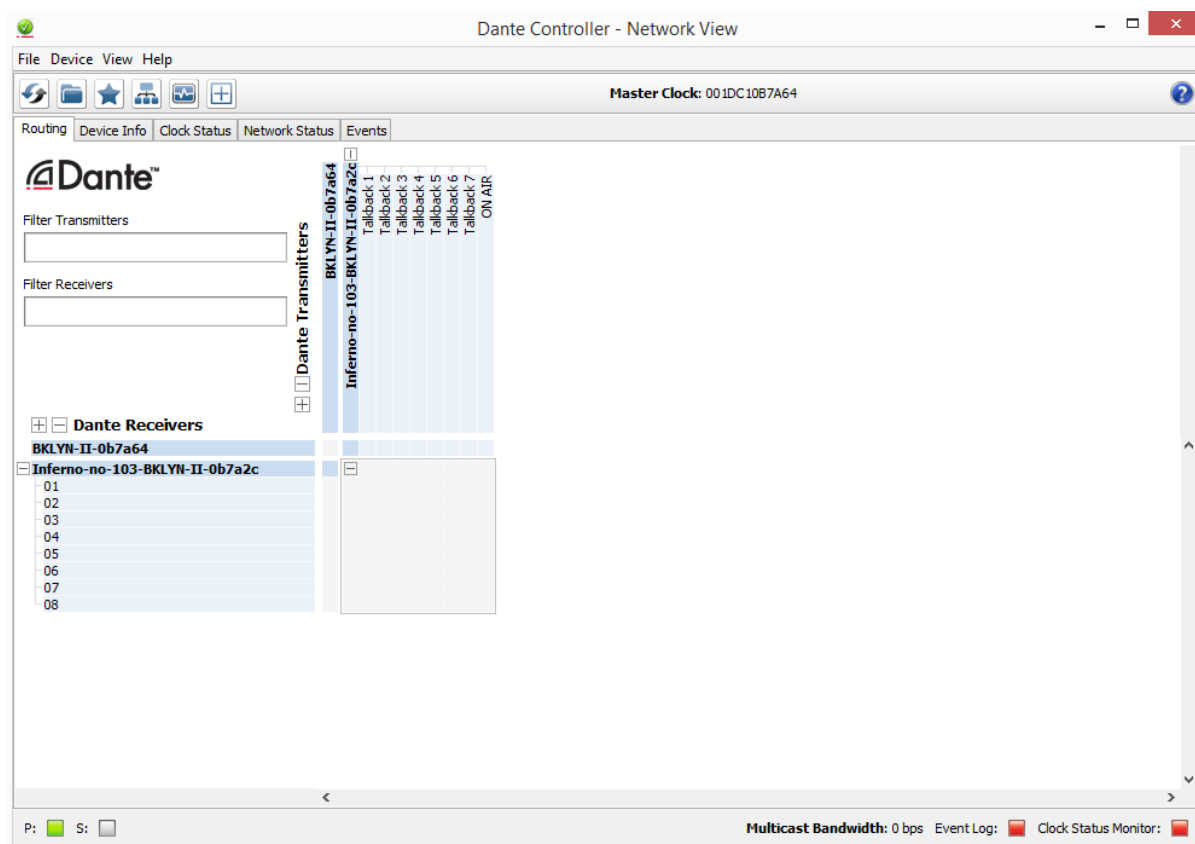 Dante Controller - Network View
File Device View Help
Master Clock: 001DC10B7A64
Routing Device Info Clock Status Network Status Events
Dante™
Filter Transmitters
Filter Receivers
Dante Transmitters
BKLYN-II-0b7a64
Inferno-no-103-BKLYN-II-0b7a2c
Talkback 1
Talkback 2
Talkback 3
Talkback 4
Talkback 5
Talkback 6
Talkback 7
ON AIR
Dante Receivers
BKLYN-II-0b7a64
Inferno-no-103-BKLYN-II-0b7a2c
01
02
03
04
05
06
07
08
P: S: Multicast Bandwidth: 0 bps Event Log: Clock Status Monitor: